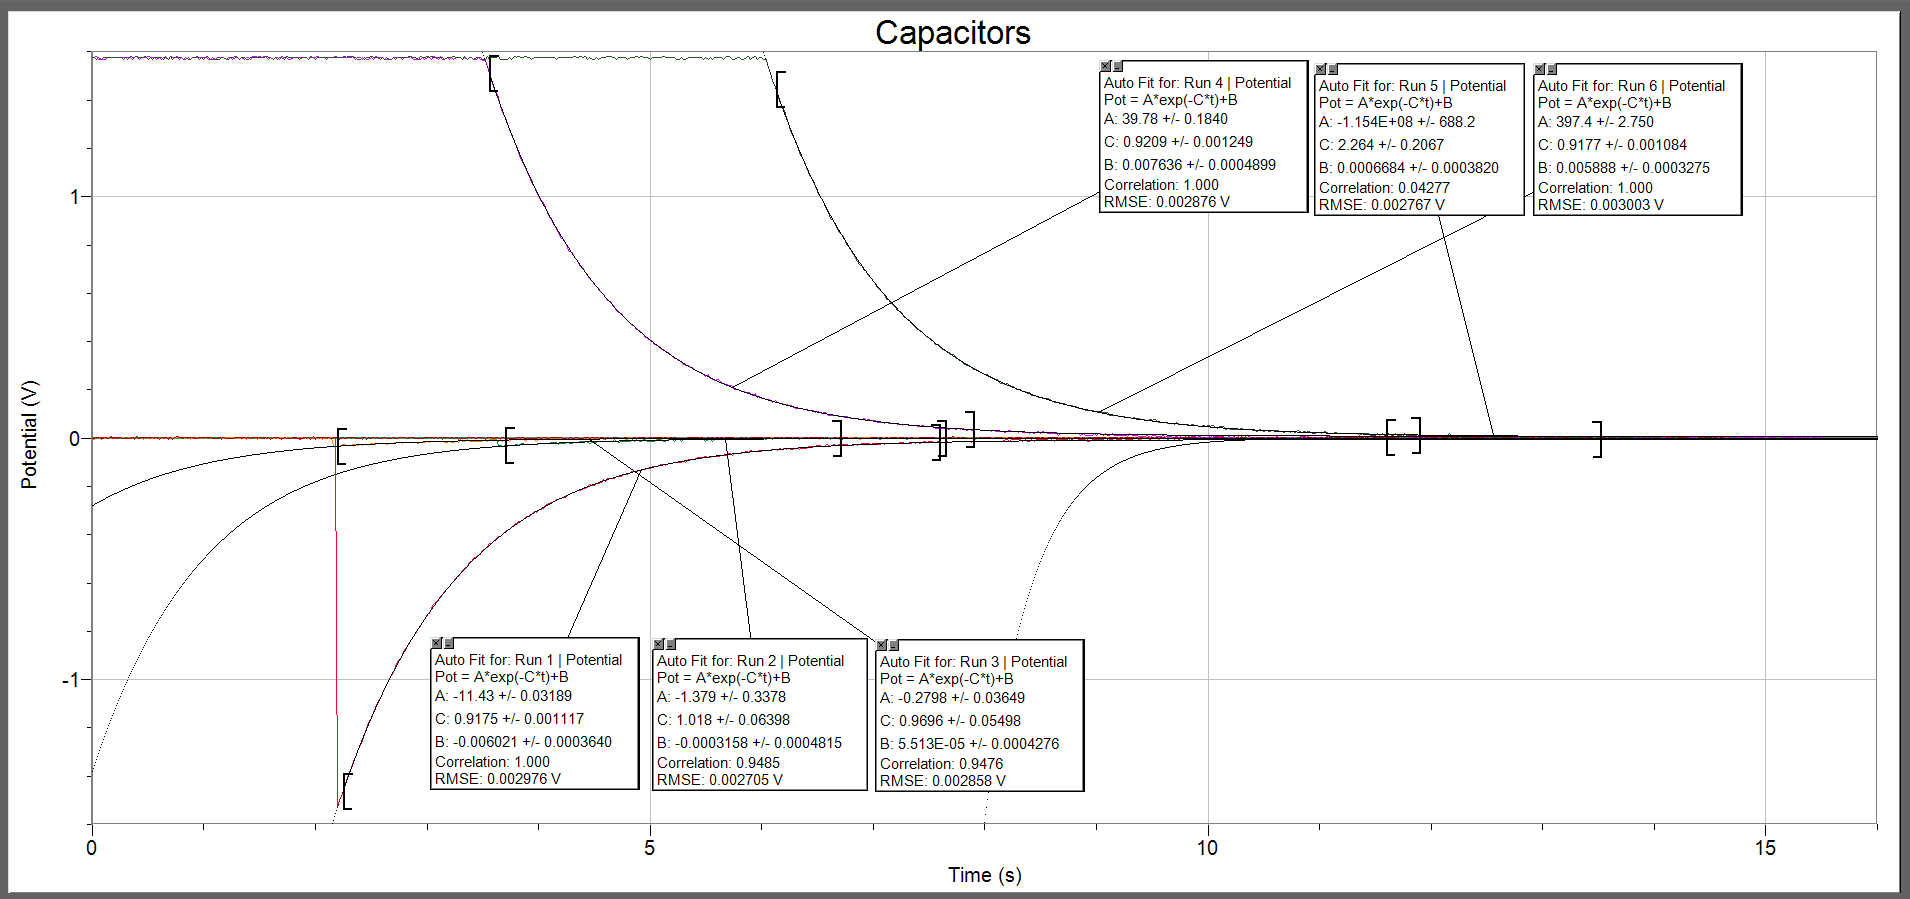 Capacitors
Auto Fit for: Run 4 | Potential
Pot = A*exp(-C*t)+B
A: 39.78 +/- 0.1840
C: 0.9209 +/- 0.001249
B: 0.007636 +/- 0.0004899
Correlation: 1.000
RMSE: 0.002876 V
Auto Fit for: Run 5 | Potential
Pot = A*exp(-C*t)+B
A: -1.154E+08 +/- 688.2
C: 2.264 +/- 0.2067
B: 0.0006684 +/- 0.0003820
Correlation: 0.04277
RMSE: 0.002767 V
Auto Fit for: Run 6 | Potential
Pot = A*exp(-C*t)+B
A: 397.4 +/- 2.750
C: 0.9177 +/- 0.001084
B: 0.005888 +/- 0.0003275
Correlation: 1.000
RMSE: 0.003003 V
1
0
-1
Potential (V)
Auto Fit for: Run 1 | Potential
Pot = A*exp(-C*t)+B
A: -11.43 +/- 0.03189
C: 0.9175 +/- 0.001117
B: -0.006021 +/- 0.0003640
Correlation: 1.000
RMSE: 0.002976 V
Auto Fit for: Run 2 | Potential
Pot = A*exp(-C*t)+B
A: -1.379 +/- 0.3378
C: 1.018 +/- 0.06398
B: -0.0003158 +/- 0.0004815
Correlation: 0.9485
RMSE: 0.002705 V
Auto Fit for: Run 3 | Potential
Pot = A*exp(-C*t)+B
A: -0.2798 +/- 0.03649
C: 0.9696 +/- 0.05498
B: 5.513E-05 +/- 0.0004276
Correlation: 0.9476
RMSE: 0.002858 V
0
5
10
15
Time (s)